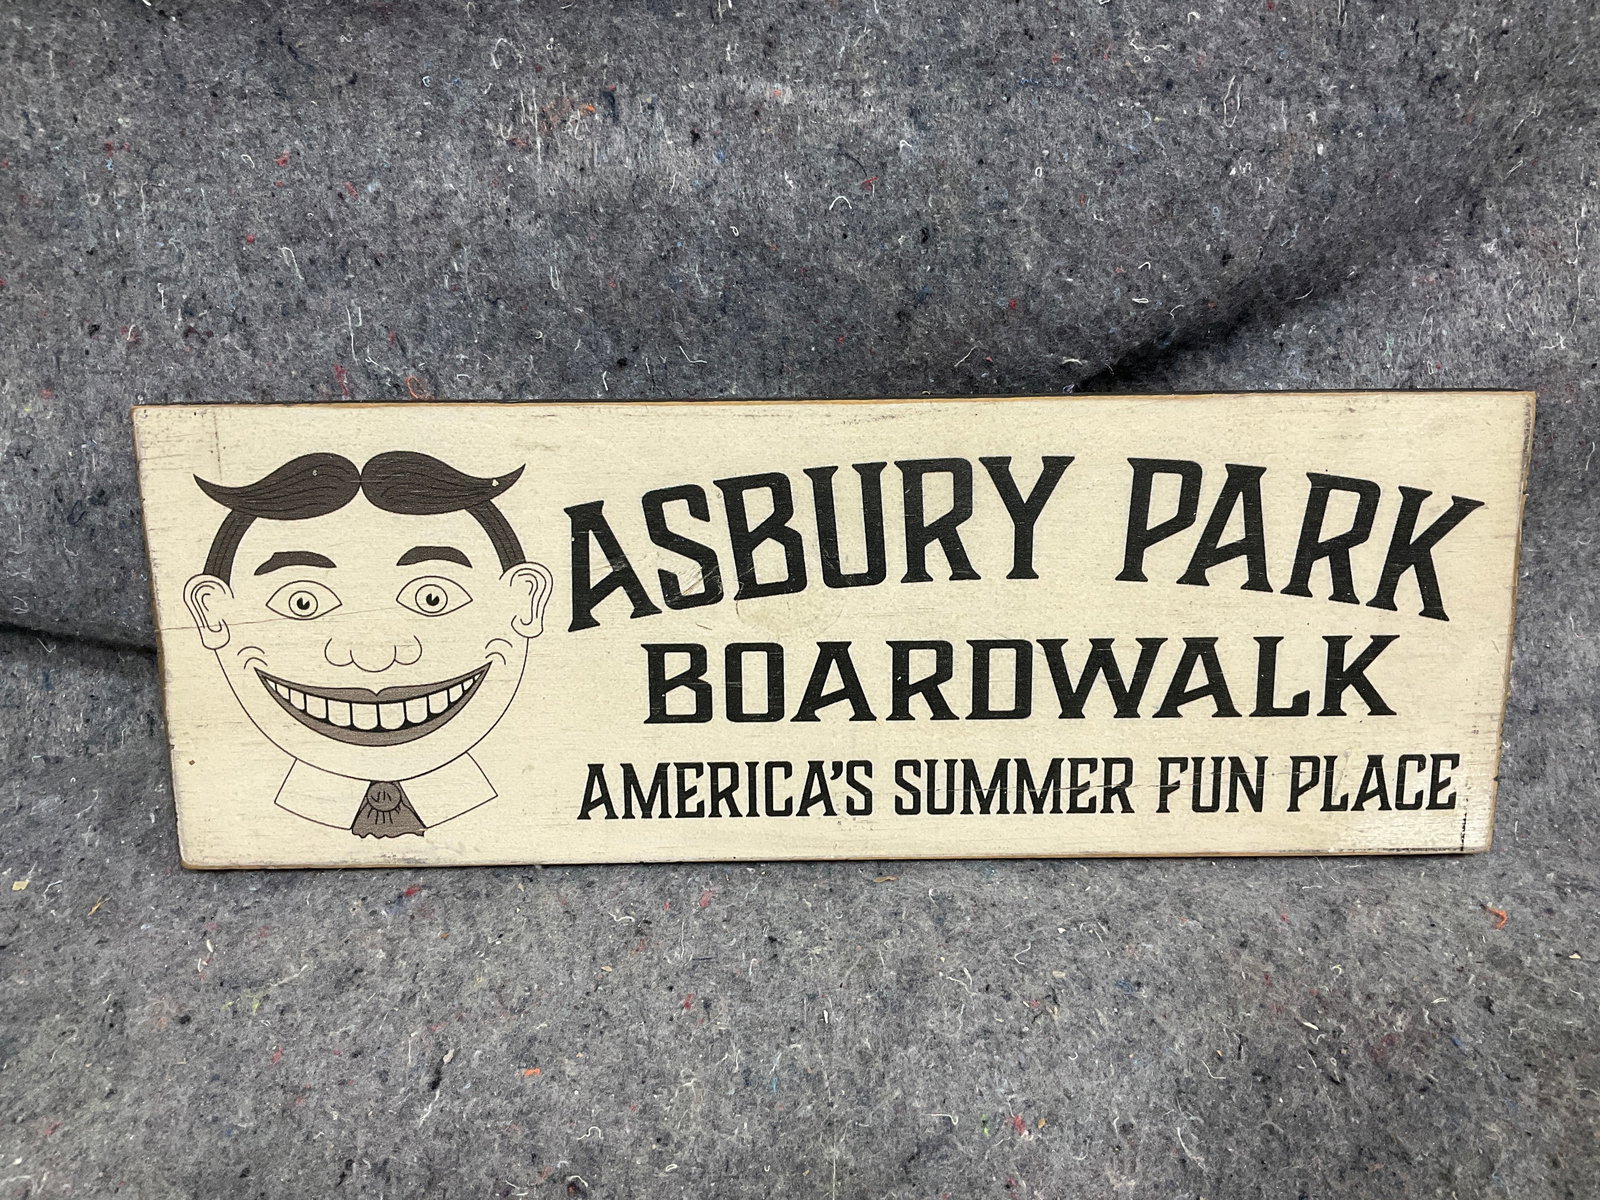 ASBURY PARK
BOARDWALK
AMERICA'S SUMMER FUN PLACE